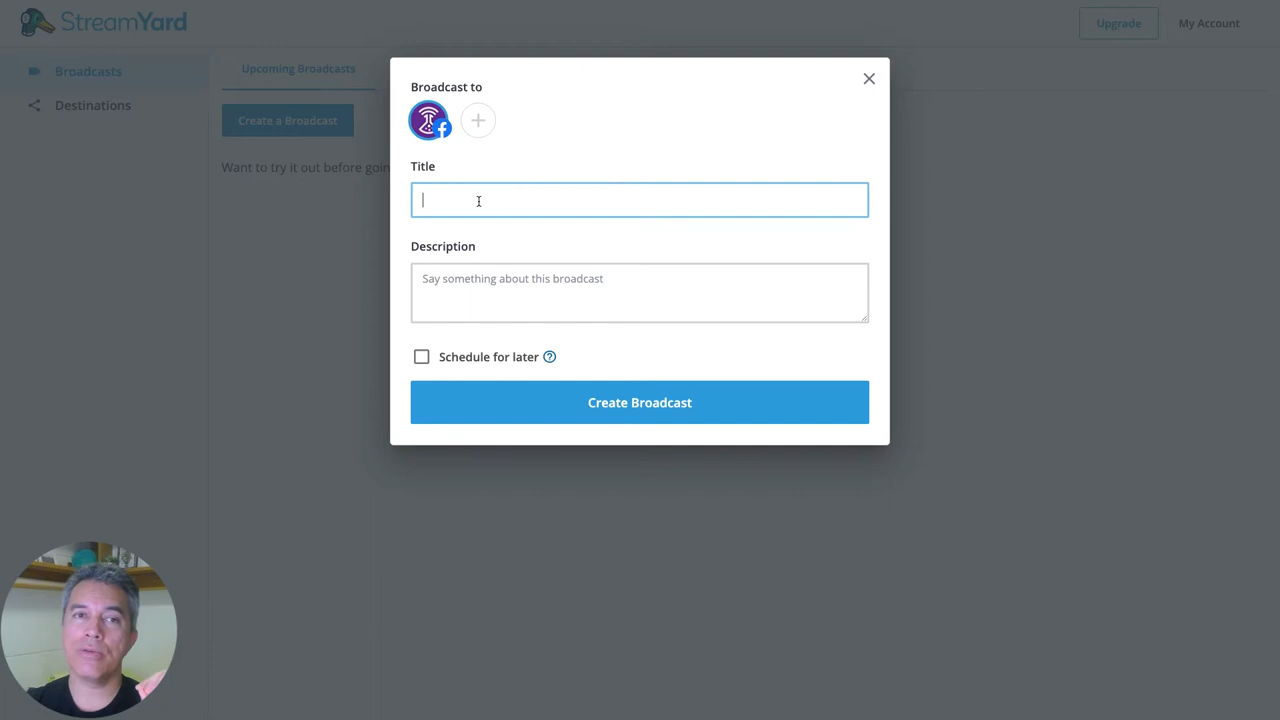 StreamYard
Upgrade
My Account
Broadcasts
Destinations
Upcoming Broadcasts
Create a Broadcast
Want to try it out before goin
Broadcast to
Title
Description
Say something about this broadcast
Schedule for later ?
Create Broadcast